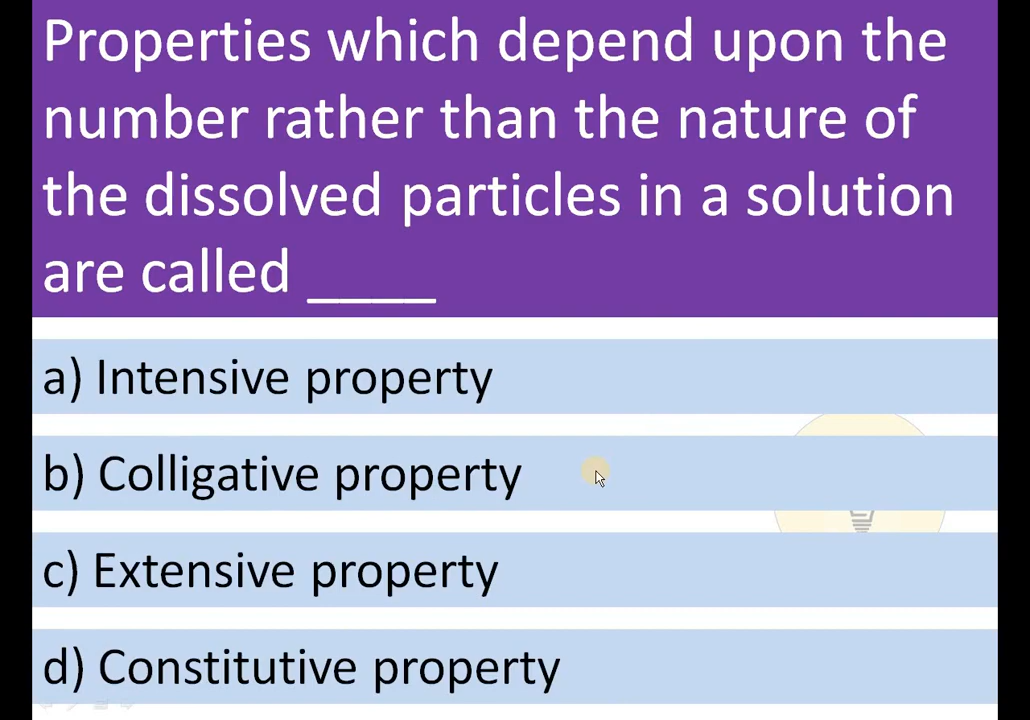 Properties which depend upon the
number rather than the nature of
the dissolved particles in a solution
are called ____
a) Intensive property
b) Colligative property
c) Extensive property
d) Constitutive property